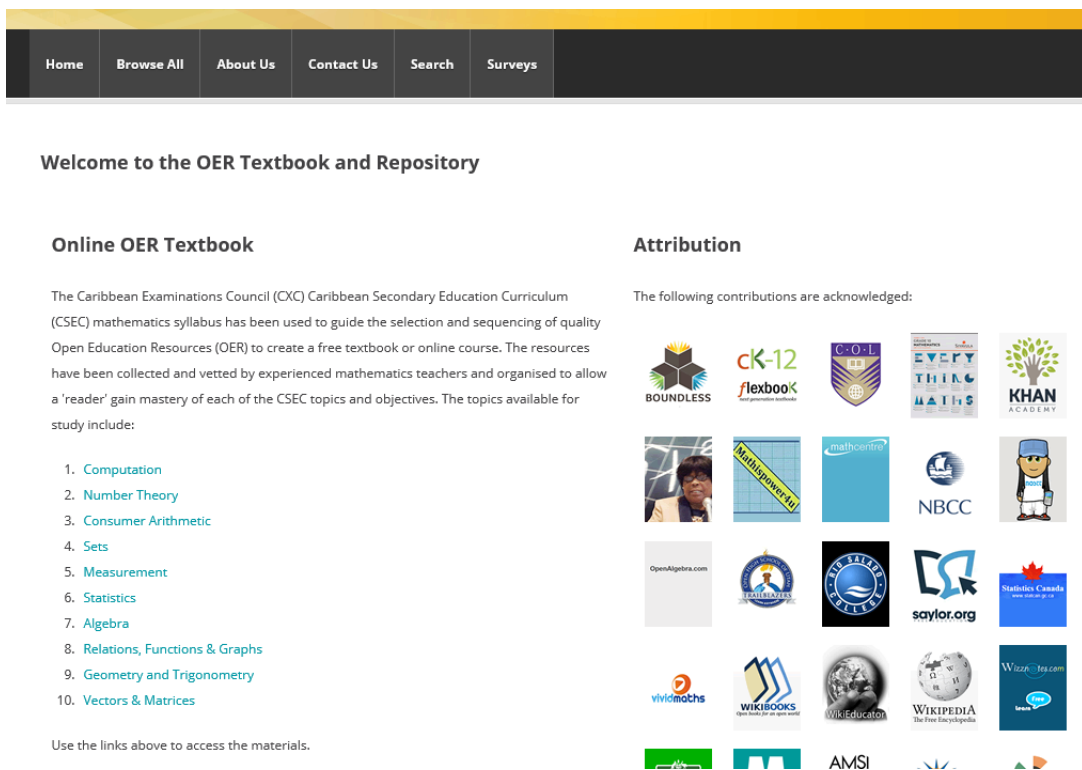 Home
Browse All
About Us
Contact Us
Search
Surveys
Welcome to the OER Textbook and Repository
Online OER Textbook
The Caribbean Examinations Council (CXC) Caribbean Secondary Education Curriculum
(CSEC) mathematics syllabus has been used to guide the selection and sequencing of quality
Open Education Resources (OER) to create a free textbook or online course. The resources
have been collected and vetted by experienced mathematics teachers and organised to allow
a 'reader' gain mastery of each of the CSEC topics and objectives. The topics available for
study include:
1. Computation
2. Number Theory
3. Consumer Arithmetic
4. Sets
5. Measurement
6. Statistics
7. Algebra
8. Relations, Functions & Graphs
9. Geometry and Trigonometry
10. Vectors & Matrices
Use the links above to access the materials.
Attribution
The following contributions are acknowledged:
BOUNDLESS
cK-12
flexbook
next generation textbooks
C·O·L
EVERY
THING
MATHS
KHAN
ACADEMY
Mathispower4u
mathcentre
NBCC
OpenAlgebra.com
TRAILBLAZERS
RIO SALADO
COLLEGE
saylor.org
Statistics Canada
www.statcan.gc.ca
vividmaths
WIKIBOOKS
Open books for an open world
WikiEducator
WIKIPEDIA
The Free Encyclopedia
Wizznotes.com
Free
Learn
AMSI